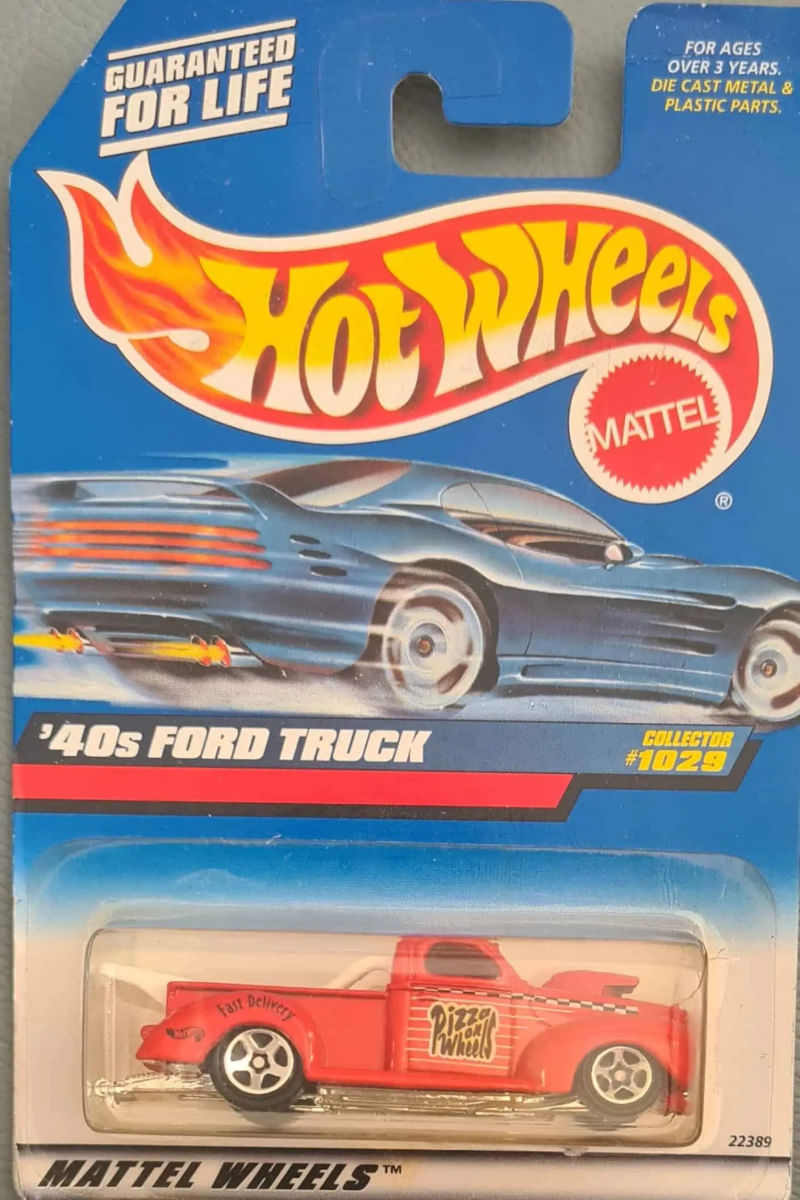 GUARANTEED
FOR LIFE
FOR AGES
OVER 3 YEARS.
DIE CAST METAL &
PLASTIC PARTS.
HOT WHEELS
MATTEL
®
'40s FORD TRUCK
COLLECTOR
#1029
Fast Delivery
Pizza
on
Wheels
22389
MATTEL WHEELS™